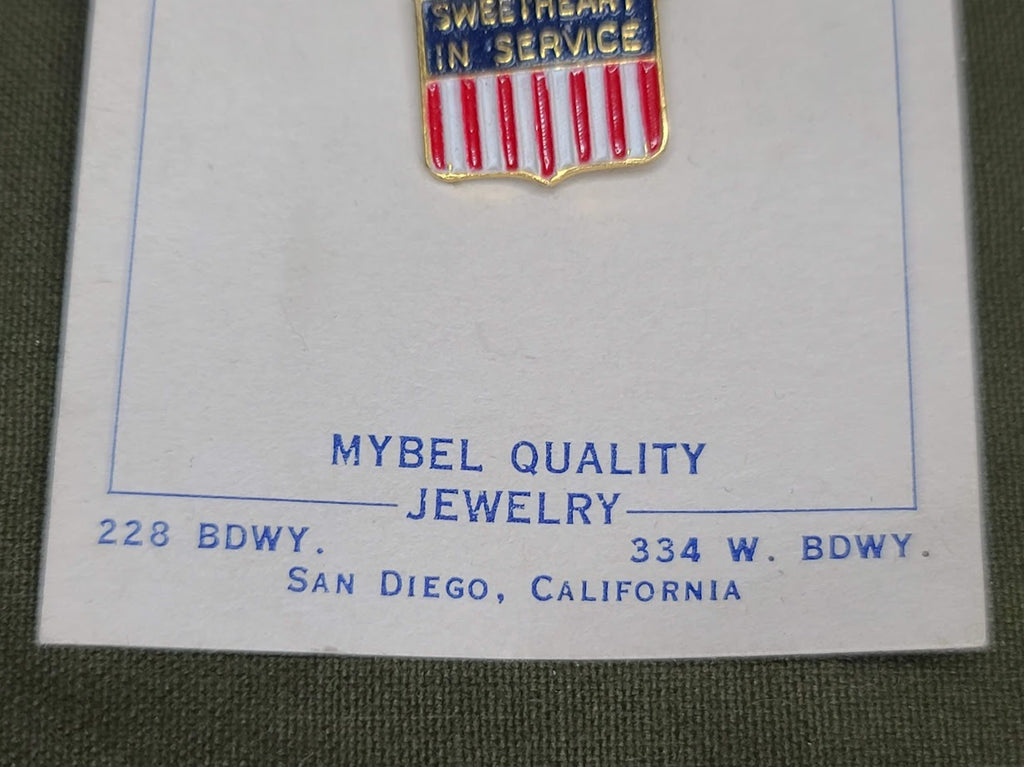 SWEETHEART
IN SERVICE
MYBEL QUALITY
JEWELRY
228 BDWY.
334 W. BDWY.
SAN DIEGO, CALIFORNIA